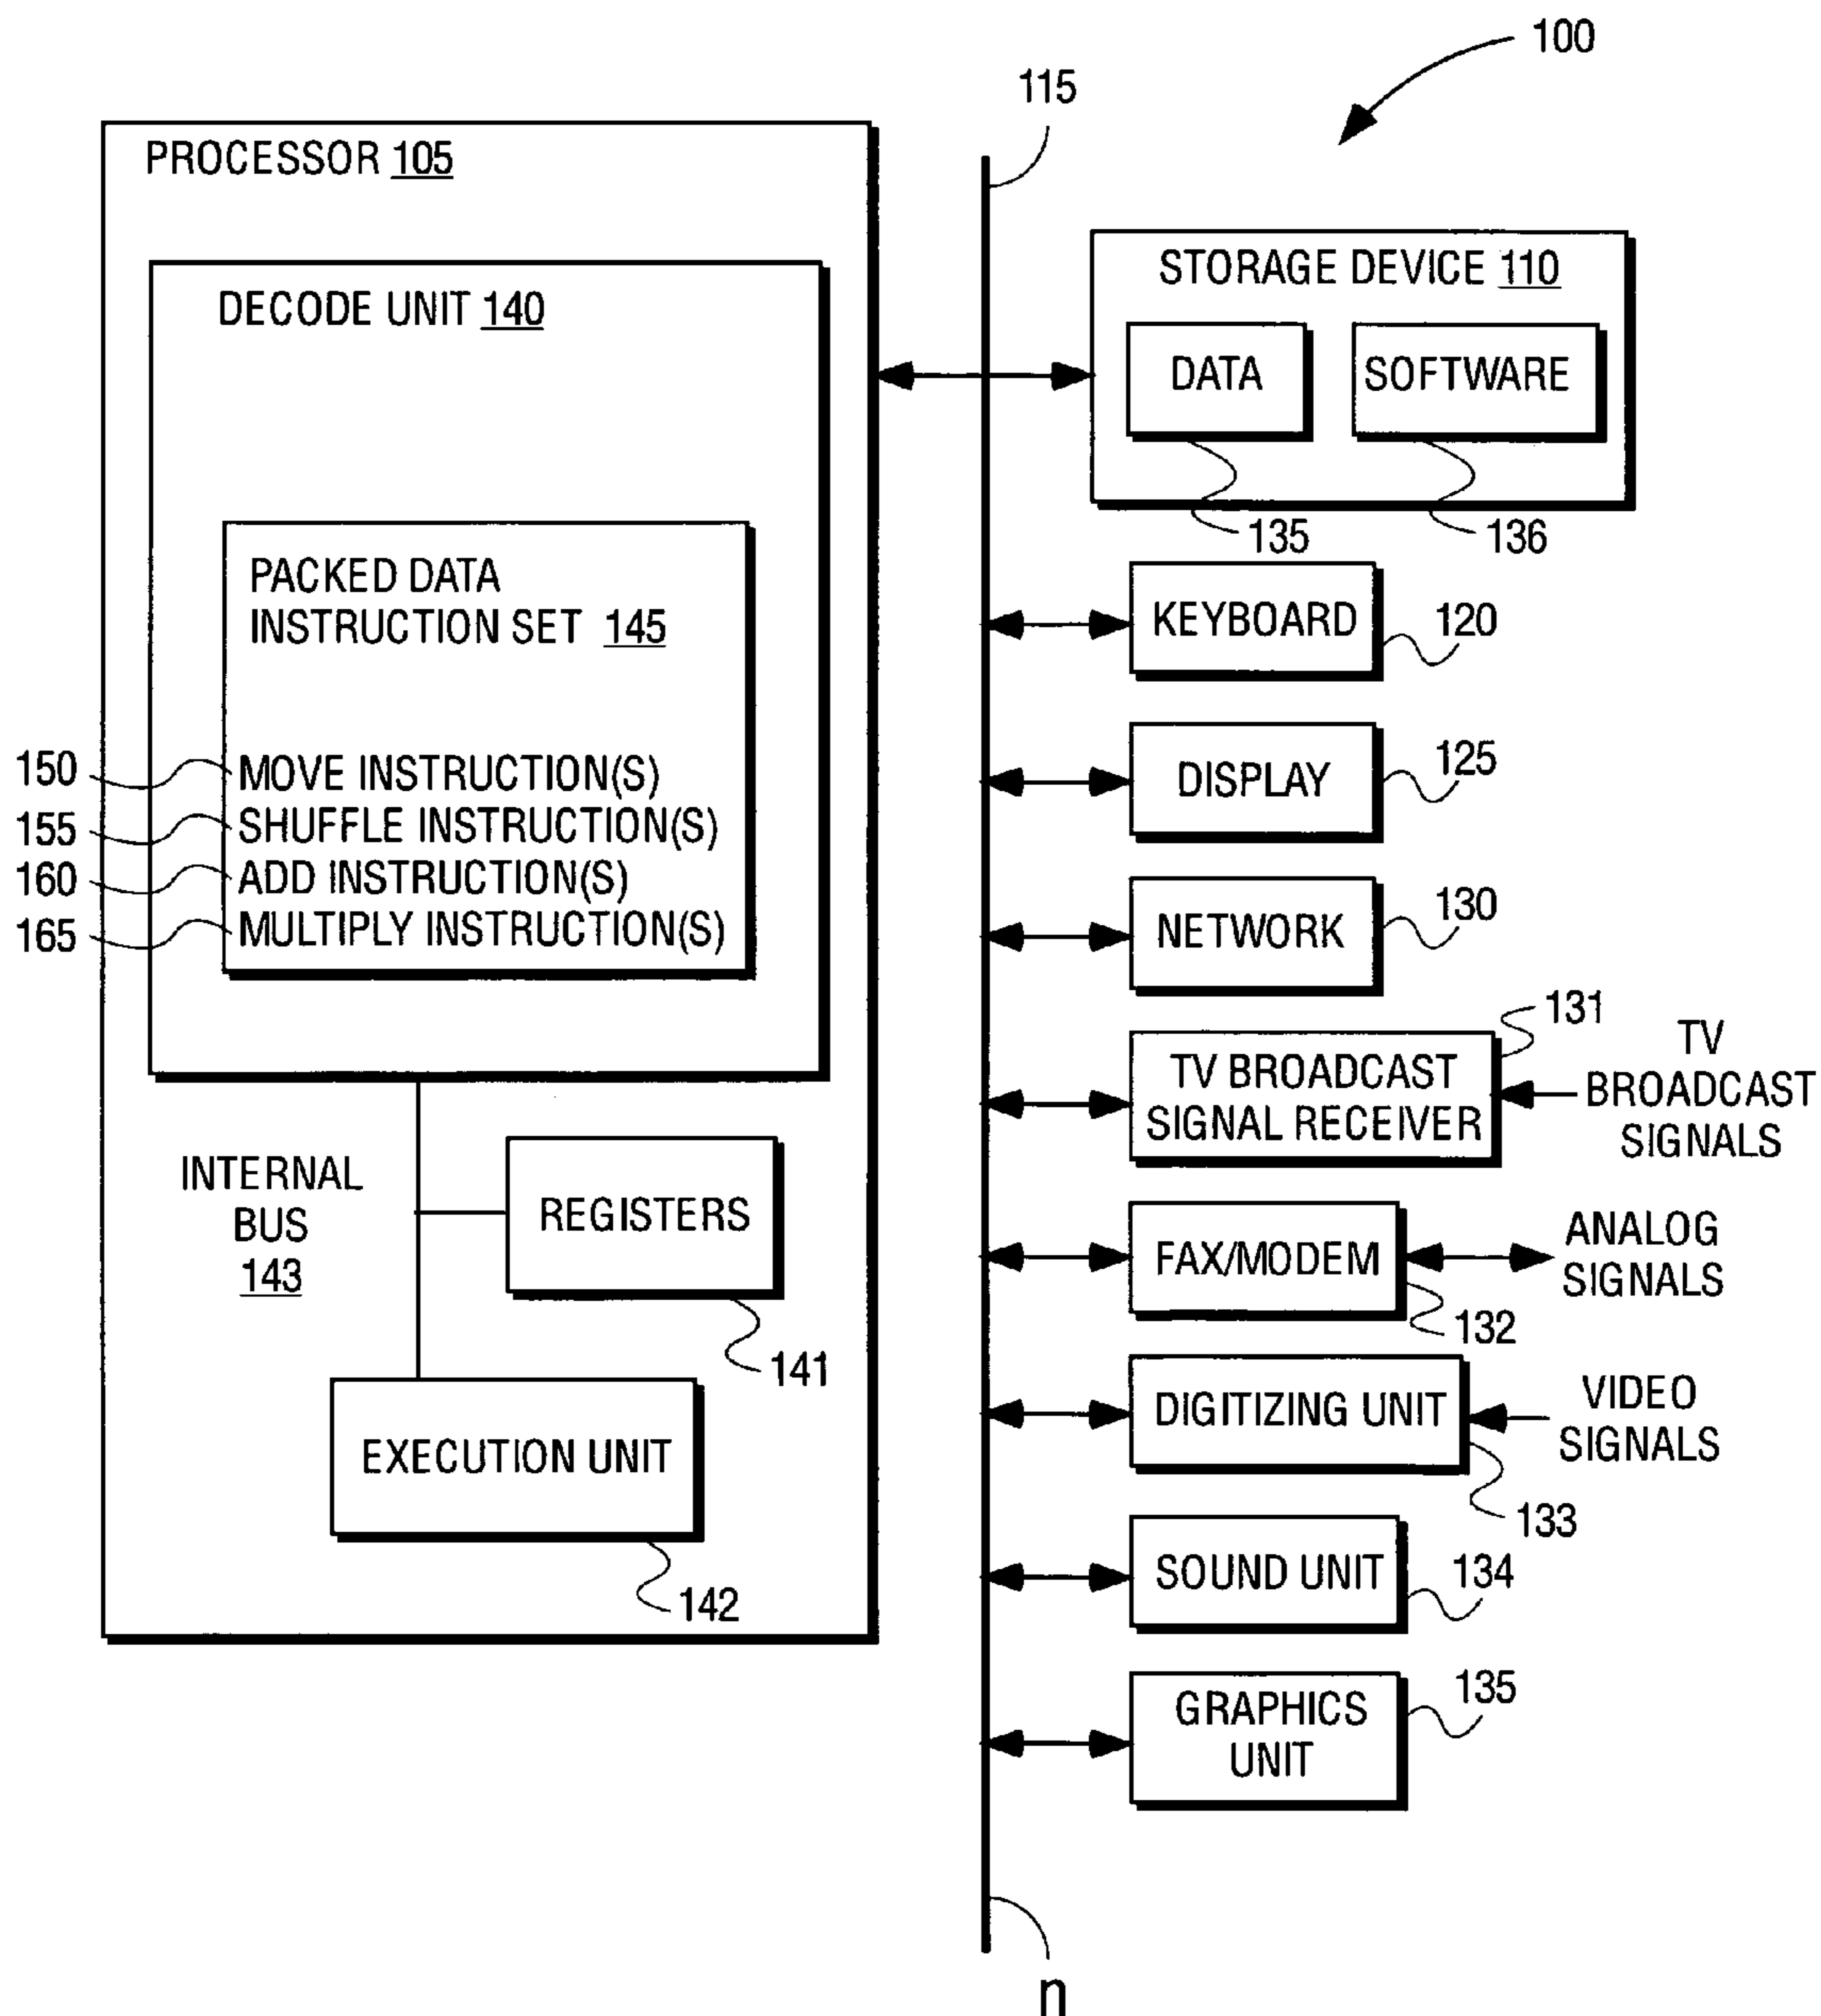 100
115
PROCESSOR 105
DECODE UNIT 140
PACKED DATA
INSTRUCTION SET 145
150
MOVE INSTRUCTION(S)
155
SHUFFLE INSTRUCTION(S)
160
ADD INSTRUCTION(S)
165
MULTIPLY INSTRUCTION(S)
INTERNAL
BUS
143
REGISTERS
141
EXECUTION UNIT
142
STORAGE DEVICE 110
DATA
SOFTWARE
135
136
KEYBOARD
120
DISPLAY
125
NETWORK
130
131
TV BROADCAST
SIGNAL RECEIVER
TV
BROADCAST
SIGNALS
FAX/MODEM
132
ANALOG
SIGNALS
DIGITIZING UNIT
133
VIDEO
SIGNALS
SOUND UNIT
134
GRAPHICS
UNIT
135
n